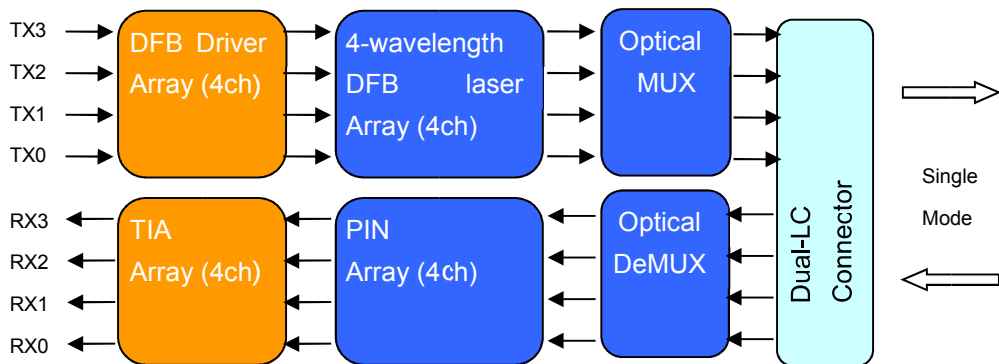 TX3
TX2
TX1
TX0
DFB Driver
Array (4ch)
4-wavelength
DFB laser
Array (4ch)
Optical
MUX
RX3
RX2
RX1
RX0
TIA
Array (4ch)
PIN
Array (4ch)
Optical
DeMUX
Dual-LC
Connector
Single
Mode